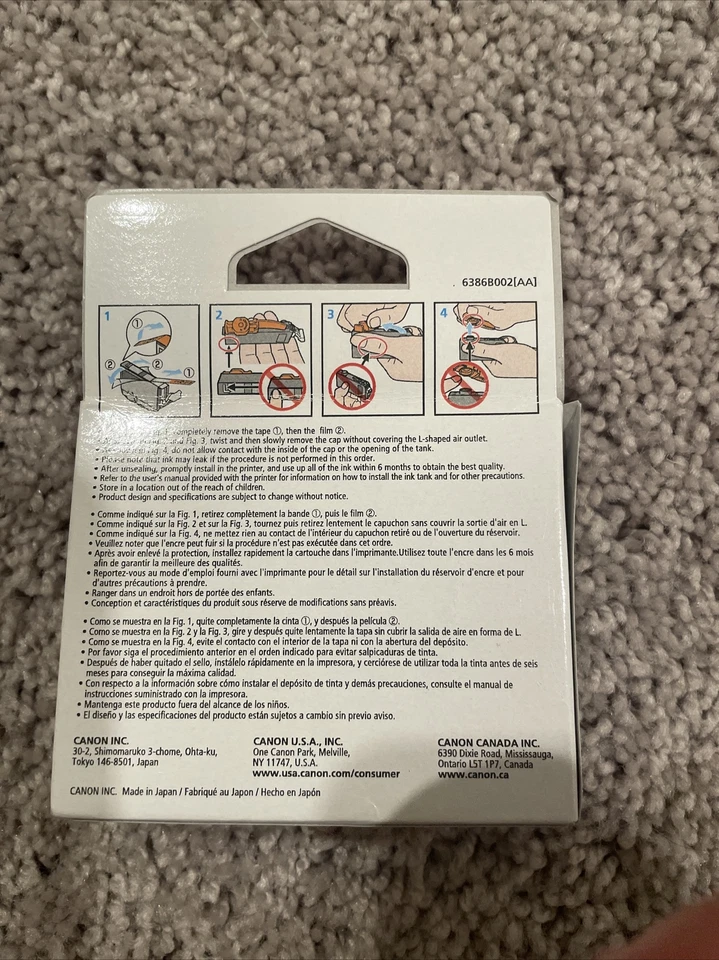 6386B002[AA]
1 2 3 4
① ② ② ①
completely remove the tape ①, then the film ②.
and Fig. 3, twist and then slowly remove the cap without covering the L-shaped air outlet.
Fig. 4, do not allow contact with the inside of the cap or the opening of the tank.
• Please note that ink may leak if the procedure is not performed in this order.
• After unsealing, promptly install in the printer, and use up all of the ink within 6 months to obtain the best quality.
• Refer to the user's manual provided with the printer for information on how to install the ink tank and for other precautions.
• Store in a location out of the reach of children.
• Product design and specifications are subject to change without notice.
• Comme indiqué sur la Fig. 1, retirez complètement la bande ①, puis le film ②.
• Comme indiqué sur la Fig. 2 et sur la Fig. 3, tournez puis retirez lentement le capuchon sans couvrir la sortie d'air en L.
• Comme indiqué sur la Fig. 4, ne mettez rien au contact de l'intérieur du capuchon retiré ou de l'ouverture du réservoir.
• Veuillez noter que l'encre peut fuir si la procédure n'est pas exécutée dans cet ordre.
• Après avoir enlevé la protection, installez rapidement la cartouche dans l'imprimante.Utilisez toute l'encre dans les 6 mois
afin de garantir la meilleure des qualités.
• Reportez-vous au mode d'emploi fourni avec l'imprimante pour le détail sur l'installation du réservoir d'encre et pour
d'autres précautions à prendre.
• Ranger dans un endroit hors de portée des enfants.
• Conception et caractéristiques du produit sous réserve de modifications sans préavis.
• Como se muestra en la Fig. 1, quite completamente la cinta ①, y después la película ②.
• Como se muestra en la Fig. 2 y la Fig. 3, gire y después quite lentamente la tapa sin cubrir la salida de aire en forma de L.
• Como se muestra en la Fig. 4, evite el contacto con el interior de la tapa ni con la abertura del depósito.
• Por favor siga el procedimiento anterior en el orden indicado para evitar salpicaduras de tinta.
• Después de haber quitado el sello, instálelo rápidamente en la impresora, y cerciórese de utilizar toda la tinta antes de seis
meses para conseguir la máxima calidad.
• Con respecto a la información sobre cómo instalar el depósito de tinta y demás precauciones, consulte el manual de
instrucciones suministrado con la impresora.
• Mantenga este producto fuera del alcance de los niños.
• El diseño y las especificaciones del producto están sujetos a cambio sin previo aviso.
CANON INC.
30-2, Shimomaruko 3-chome, Ohta-ku,
Tokyo 146-8501, Japan
CANON U.S.A., INC.
One Canon Park, Melville,
NY 11747, U.S.A.
www.usa.canon.com/consumer
CANON CANADA INC.
6390 Dixie Road, Mississauga,
Ontario L5T 1P7, Canada
www.canon.ca
CANON INC. Made in Japan / Fabriqué au Japon / Hecho en Japón